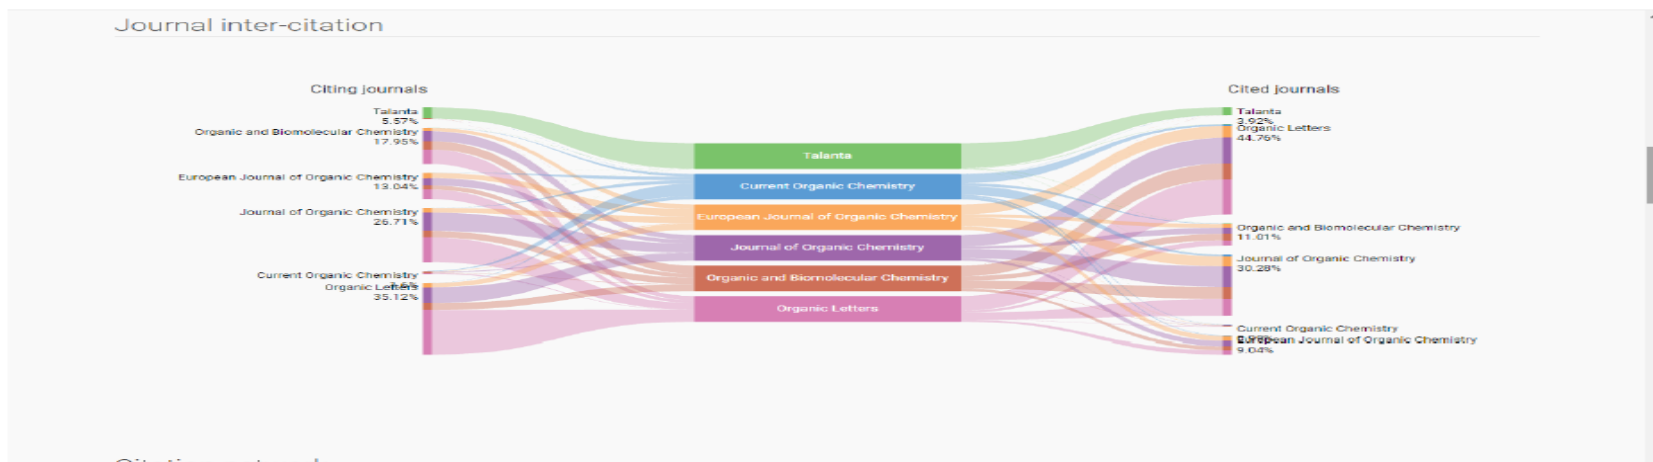 Journal inter-citation
Citing journals
Talanta
5.57%
Organic and Biomolecular Chemistry
17.95%
European Journal of Organic Chemistry
13.04%
Journal of Organic Chemistry
26.71%
Current Organic Chemistry
Organic Letters
35.12%
Talanta
Current Organic Chemistry
European Journal of Organic Chemistry
Journal of Organic Chemistry
Organic and Biomolecular Chemistry
Organic Letters
Cited journals
Talanta
3.92%
Organic Letters
44.76%
Organic and Biomolecular Chemistry
11.01%
Journal of Organic Chemistry
30.28%
Current Organic Chemistry
European Journal of Organic Chemistry
9.04%